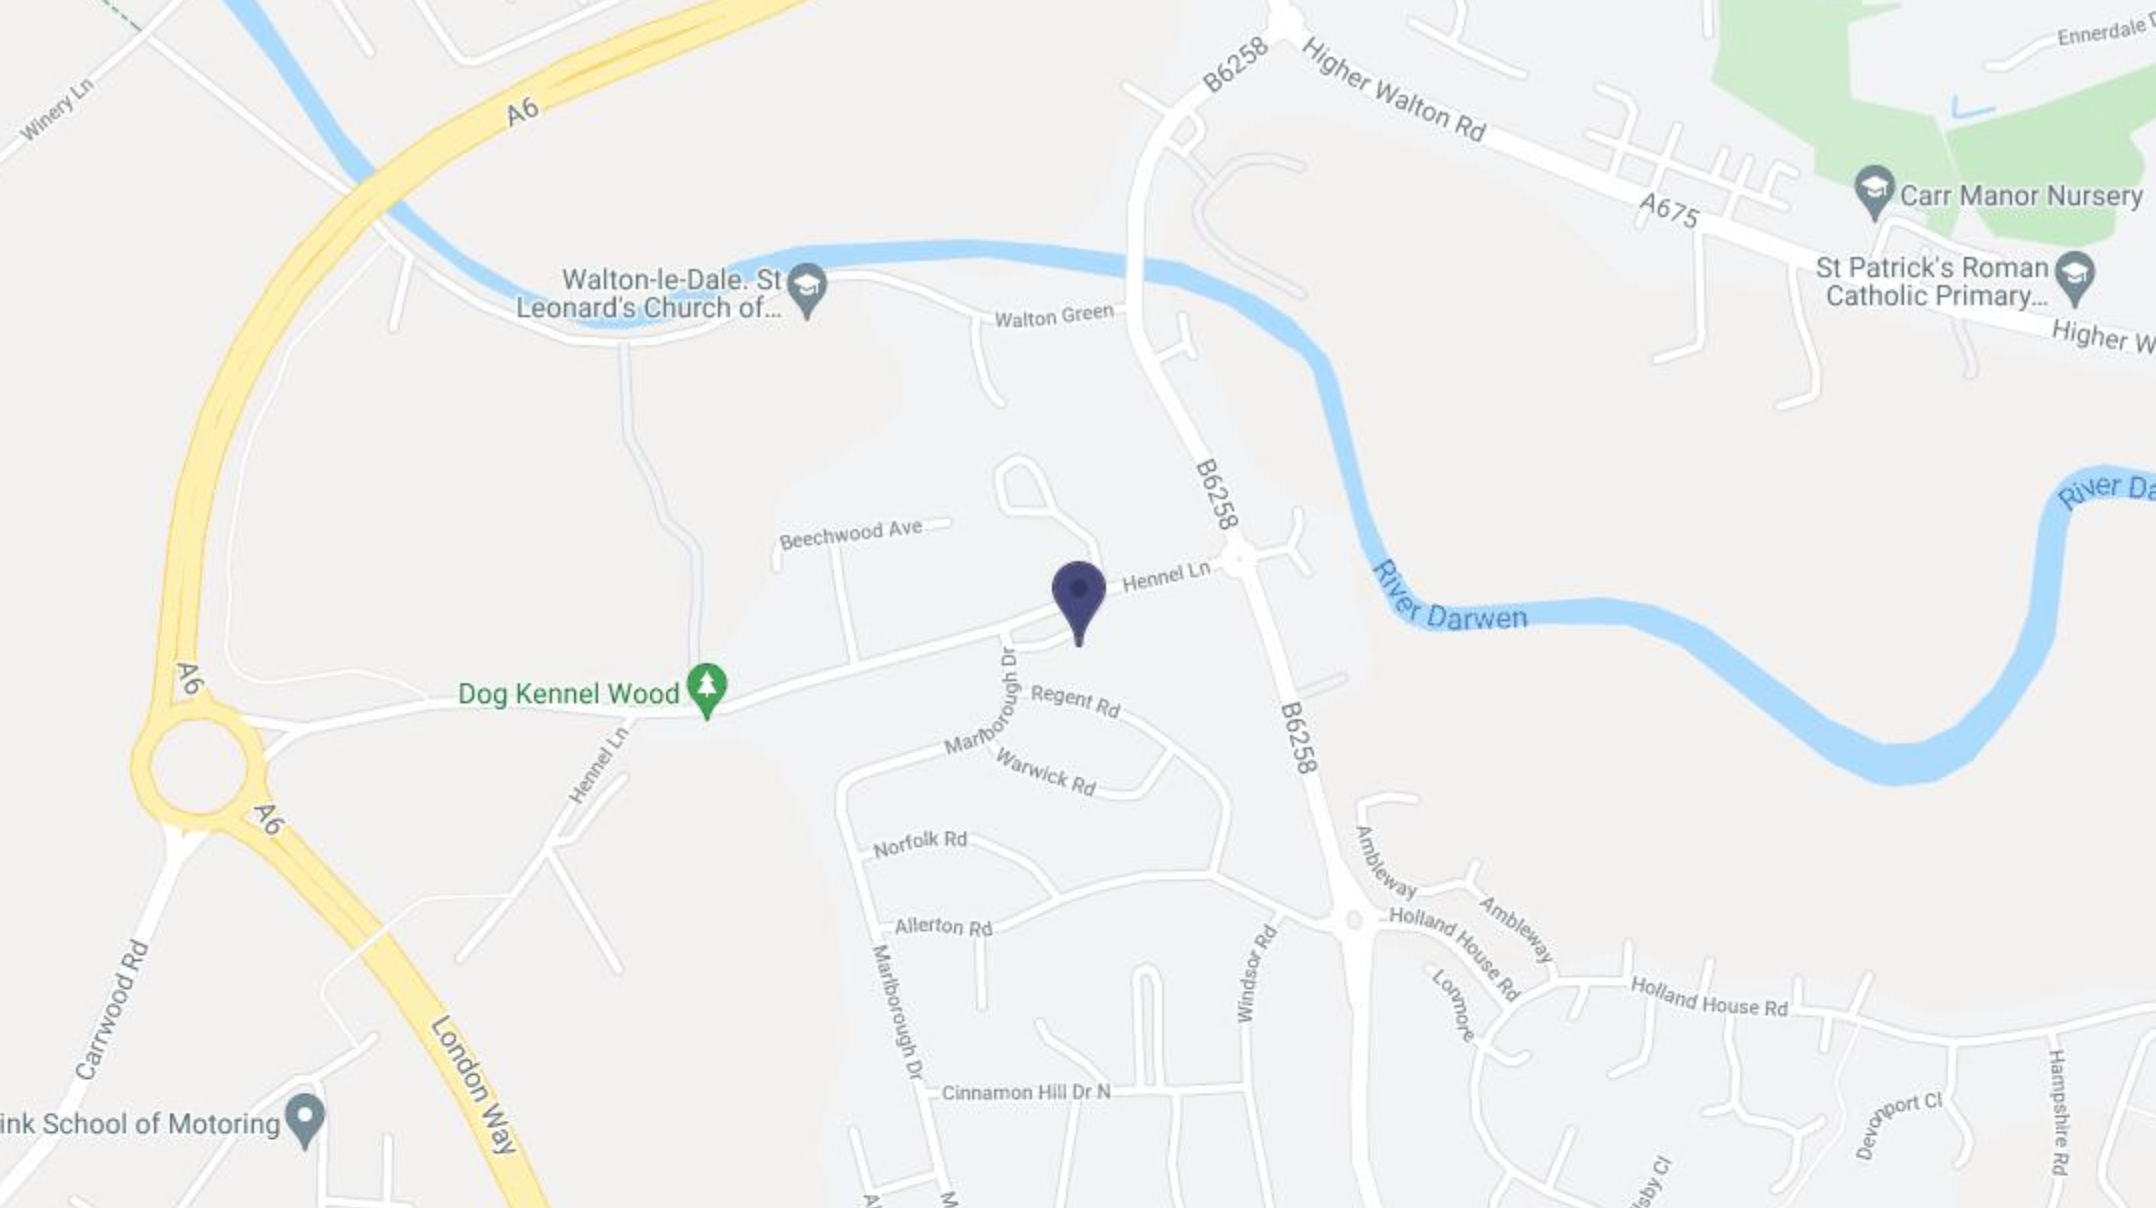 Ennerdale D
B6258
Higher Walton Rd
Winery Ln
A6
Carr Manor Nursery
A675
St Patrick's Roman
Catholic Primary...
Walton-le-Dale. St
Leonard's Church of...
Walton Green
Higher W
B6258
River Da
Beechwood Ave
Hennel Ln
River Darwen
A6
Dog Kennel Wood
Marlborough Dr
Regent Rd
B6258
Hennel Ln
Warwick Rd
A6
Norfolk Rd
Ambleway
Allerton Rd
Holland House Rd
Ambleway
Windsor Rd
Marlborough Dr
Lonmore
Holland House Rd
Carrwood Rd
London Way
Cinnamon Hill Dr N
Devonport Cl
Hampshire Rd
ink School of Motoring
lsby Cl
A
M